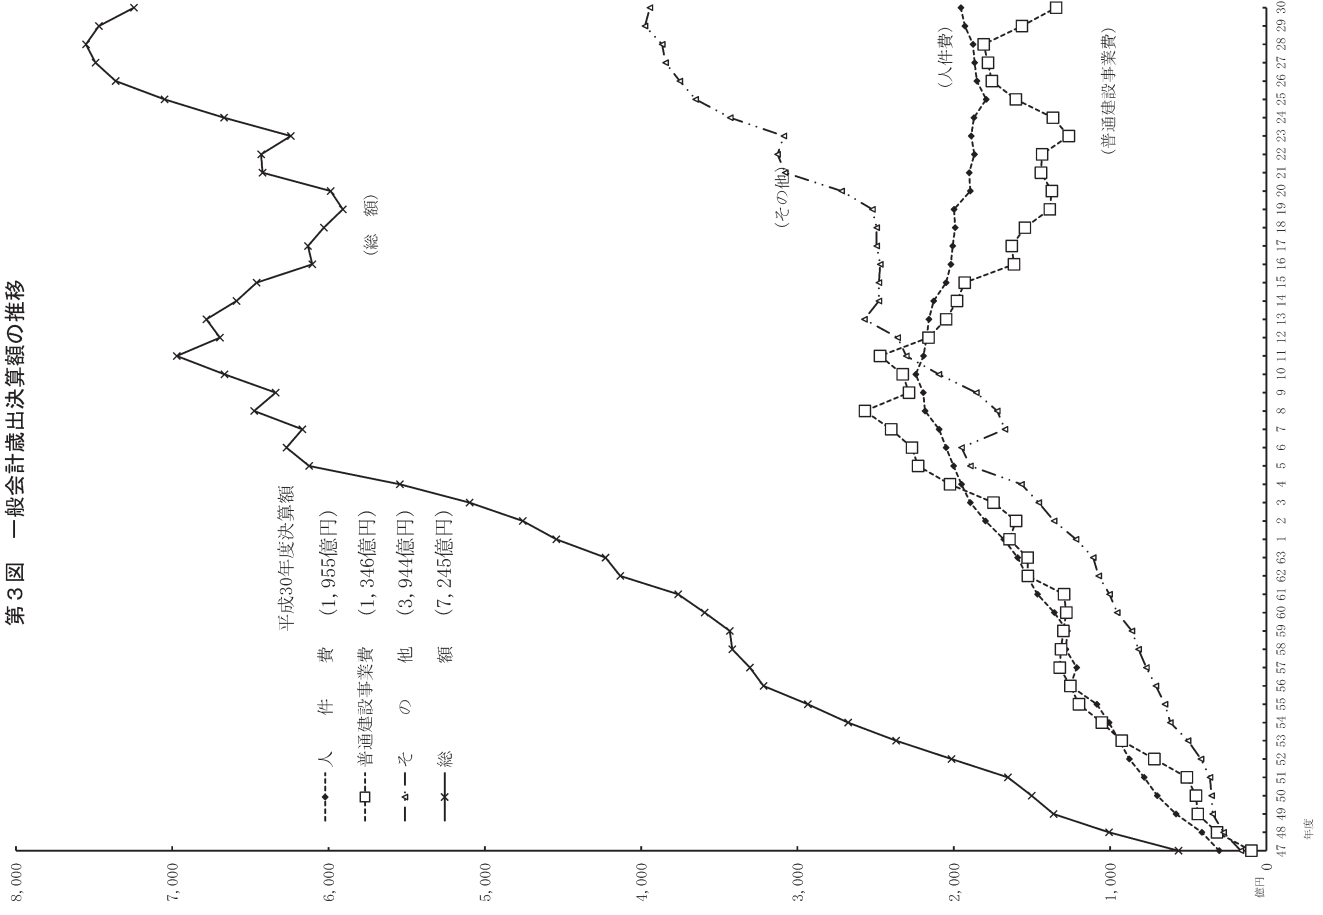 第３図　一般会計歳出決算額の推移
8,000
7,000
6,000
5,000
4,000
3,000
2,000
1,000
0
億円
平成30年度決算額
人件費 (1,955億円)
普通建設事業費 (1,346億円)
その他 (3,944億円)
総額 (7,245億円)
(総　額)
(その他)
(人件費)
(普通建設事業費)
47 48 49 50 51 52 53 54 55 56 57 58 59 60 61 62 63 1 2 3 4 5 6 7 8 9 10 11 12 13 14 15 16 17 18 19 20 21 22 23 24 25 26 27 28 29 30
年度